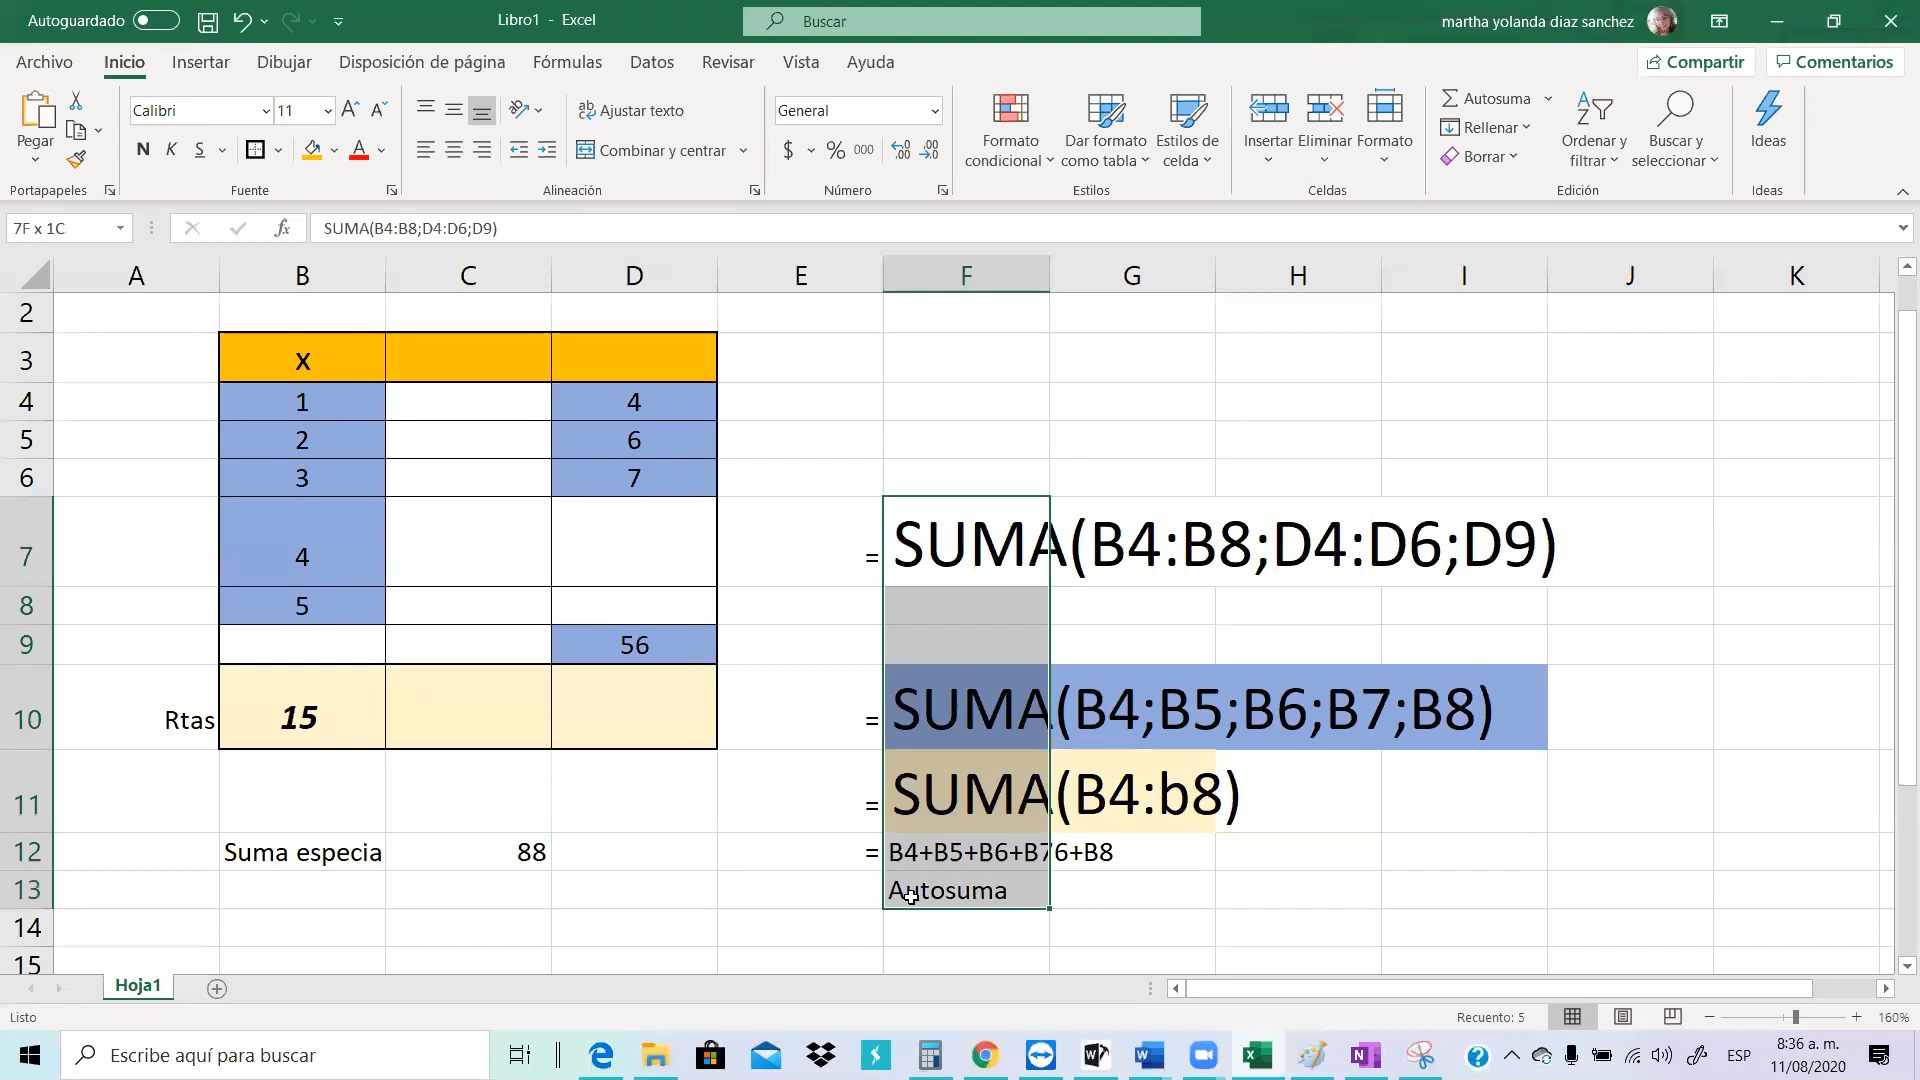 Autoguardado
Libro1 - Excel
Buscar
martha yolanda diaz sanchez
Archivo Inicio Insertar Dibujar Disposición de página Fórmulas Datos Revisar Vista Ayuda
Compartir Comentarios
Pegar
Portapapeles
Calibri 11
N K S
A A A
Fuente
ab Ajustar texto
Combinar y centrar
Alineación
General
$ % 000
Número
Formato condicional
Dar formato como tabla
Estilos de celda
Estilos
Insertar Eliminar Formato
Celdas
Autosuma
Rellenar
Borrar
Ordenar y filtrar
Buscar y seleccionar
Edición
Ideas
Ideas
7F x 1C fx SUMA(B4:B8;D4:D6;D9)
A B C D E F G H I J K
2
3 x
4 1 4
5 2 6
6 3 7
7 4 = SUMA(B4:B8;D4:D6;D9)
8 5
9 56
10 Rtas 15 = SUMA(B4;B5;B6;B7;B8)
11 = SUMA(B4:b8)
12 Suma especia 88 = B4+B5+B6+B76+B8
13 Autosuma
14
15
Hoja1
Listo Recuento: 5 160%
Escribe aquí para buscar
ESP
8:36 a. m.
11/08/2020